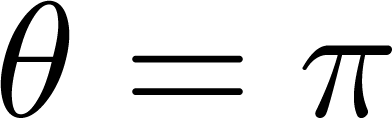 θ = π